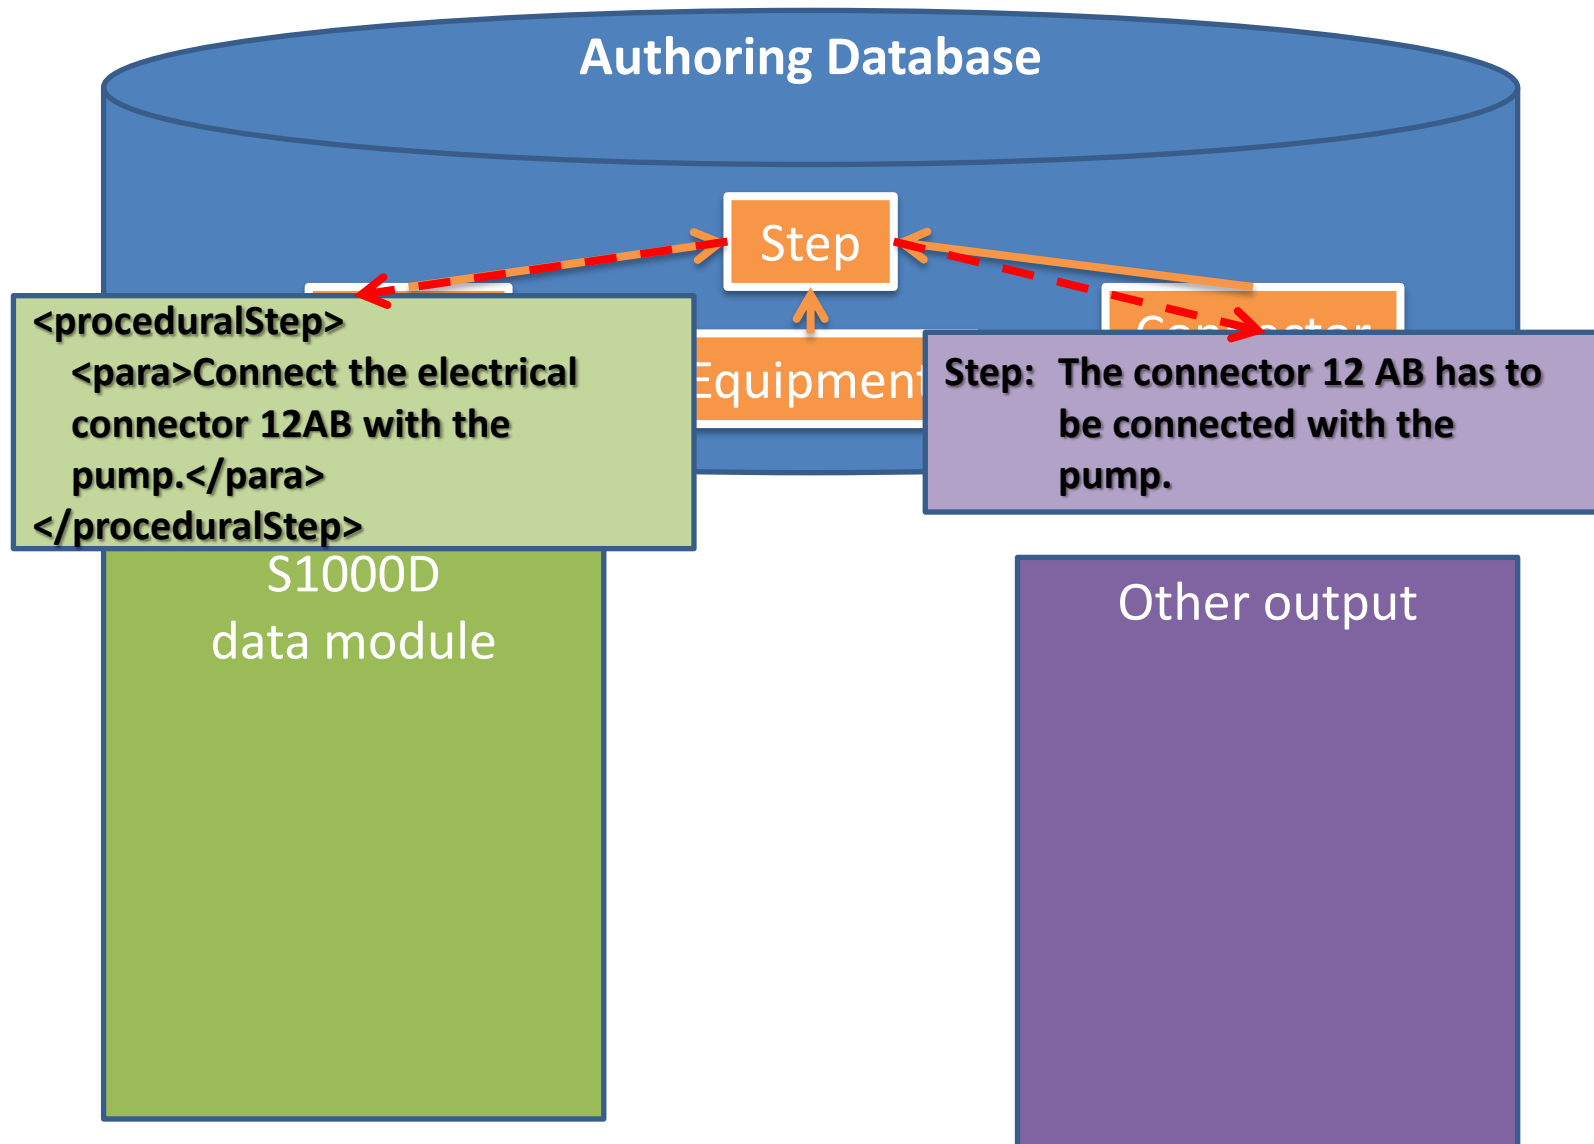 Authoring Database
Step
Connector
Equipment
<proceduralStep>
<para>Connect the electrical
connector 12AB with the
pump.</para>
</proceduralStep>
Step: The connector 12 AB has to
be connected with the
pump.
S1000D
data module
Other output